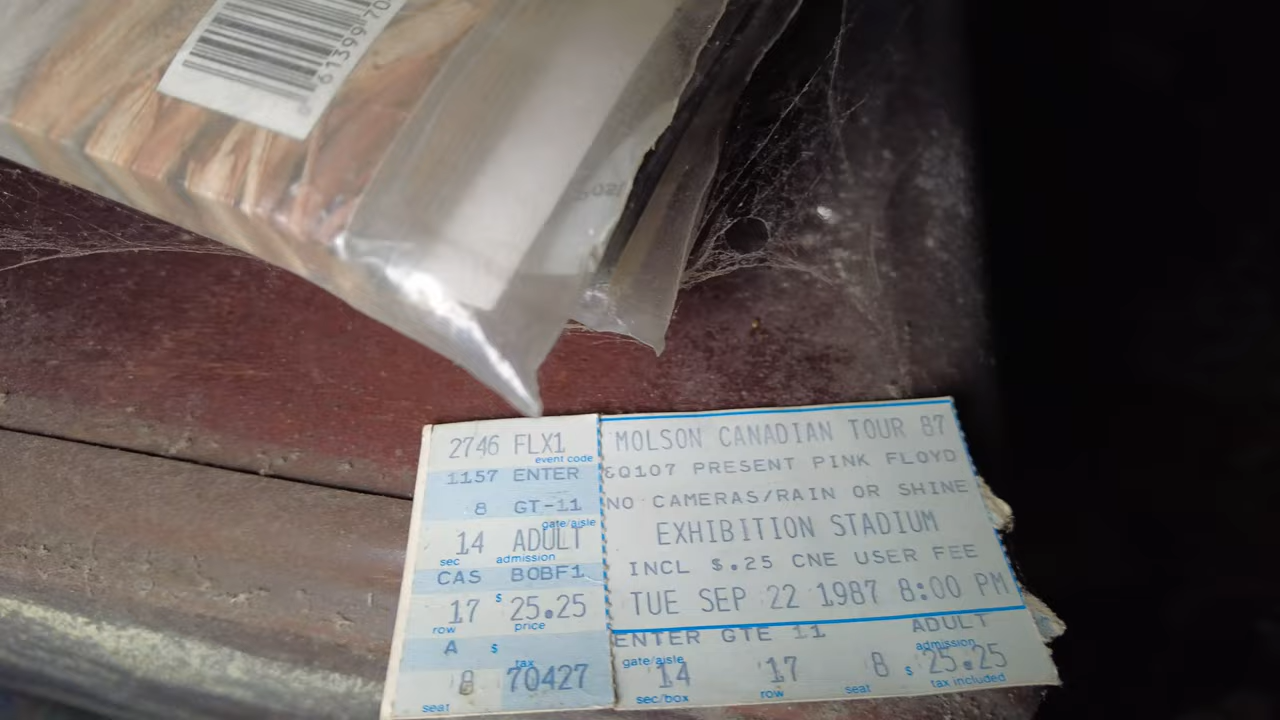 61399 70
2746 FLX1
event code
1157 ENTER
8 GT-11
gate/aisle
14 ADULT
sec admission
CAS BOBF1
17 $ 25.25
row price
A $
tax
8 70427
seat
MOLSON CANADIAN TOUR 87
&Q107 PRESENT PINK FLOYD
NO CAMERAS/RAIN OR SHINE
EXHIBITION STADIUM
INCL $.25 CNE USER FEE
TUE SEP 22 1987 8:00 PM
ENTER GTE 11 ADULT
gate/aisle admission
14 17 8 $ 25.25
sec/box row seat tax included